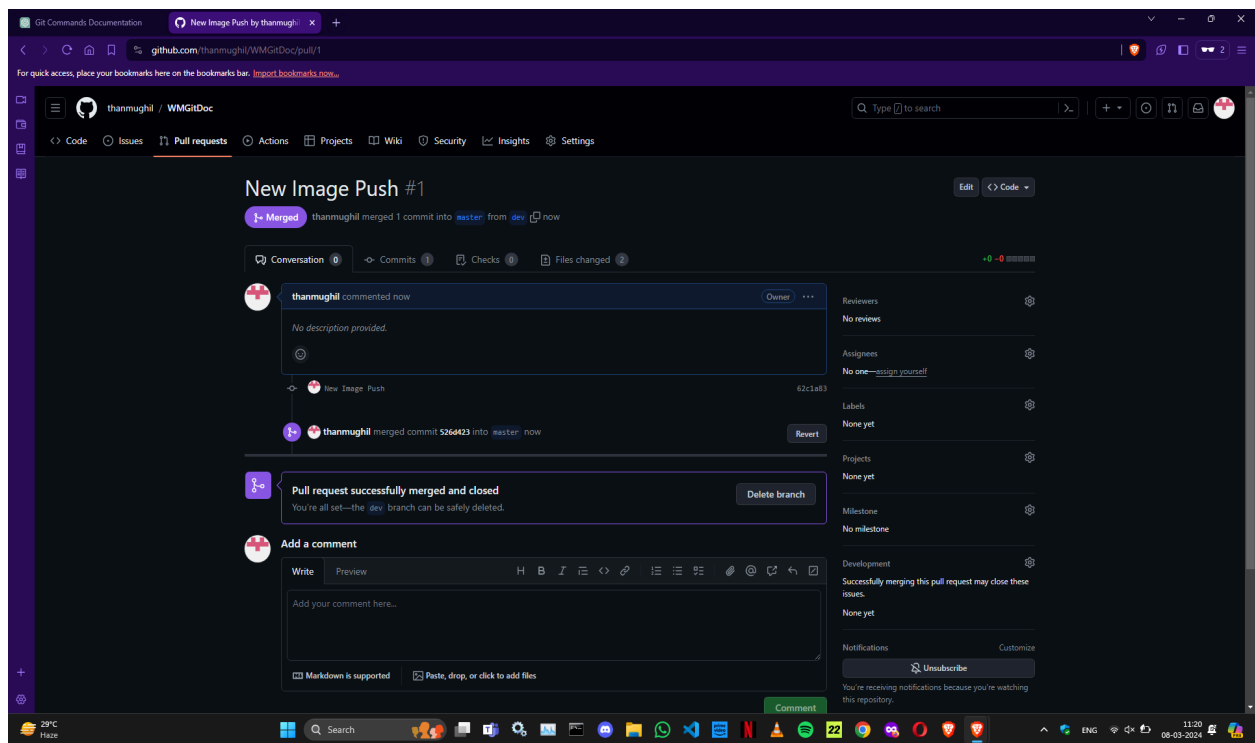 Git Commands Documentation
New Image Push by thanmughil
github.com/thanmughil/WMGitDoc/pull/1
2
For quick access, place your bookmarks here on the bookmarks bar. Import bookmarks now...
thanmughil / WMGitDoc
Type / to search
Code Issues Pull requests Actions Projects Wiki Security Insights Settings
New Image Push #1
Edit <> Code
Merged thanmughil merged 1 commit into master from dev now
Conversation 0 Commits 1 Checks 0 Files changed 2
+0 −0
thanmughil commented now
Owner ...
No description provided.
New Image Push 62c1a83
thanmughil merged commit 526d423 into master now
Revert
Pull request successfully merged and closed
You're all set—the dev branch can be safely deleted.
Delete branch
Add a comment
Write Preview
H B I
Add your comment here...
Markdown is supported
Paste, drop, or click to add files
Comment
Reviewers
No reviews
Assignees
No one—assign yourself
Labels
None yet
Projects
None yet
Milestone
No milestone
Development
Successfully merging this pull request may close these
issues.
None yet
Notifications Customize
Unsubscribe
You're receiving notifications because you're watching
this repository.
29°C
Haze
Search
22
ENG
11:20
08-03-2024